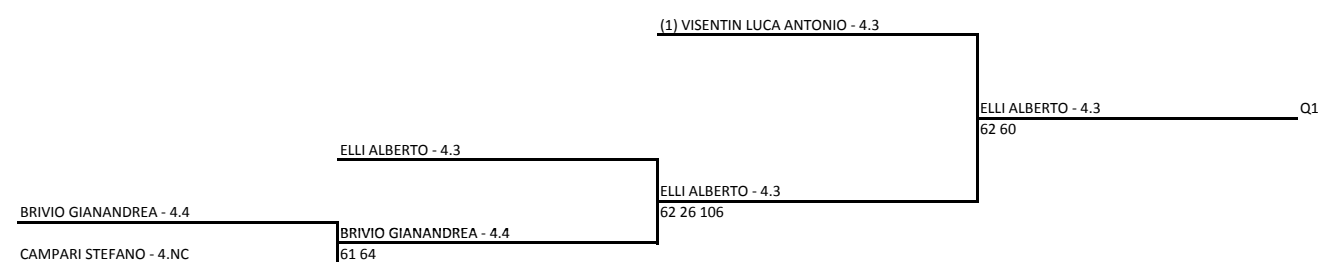 (1) VISENTIN LUCA ANTONIO - 4.3
ELLI ALBERTO - 4.3
Q1
62 60
ELLI ALBERTO - 4.3
ELLI ALBERTO - 4.3
62 26 106
BRIVIO GIANANDREA - 4.4
BRIVIO GIANANDREA - 4.4
61 64
CAMPARI STEFANO - 4.NC